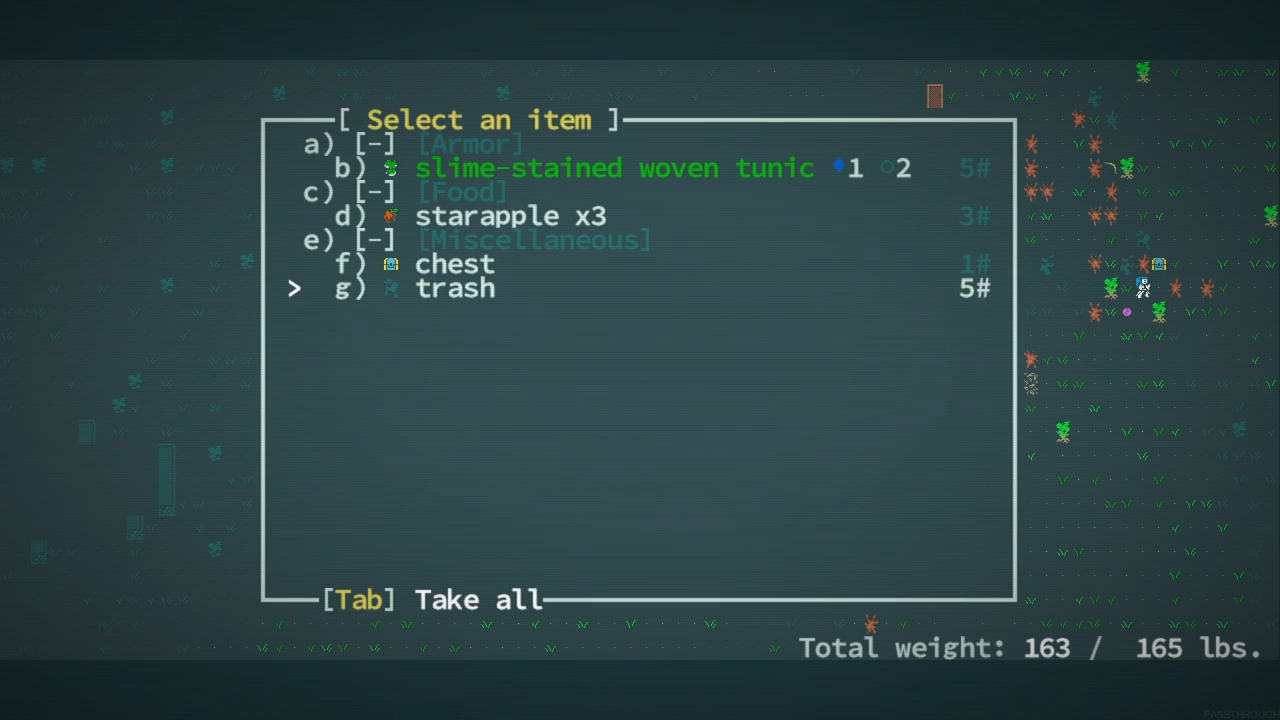 [ Select an item ]
a) [-] [Armor]
b) slime-stained woven tunic ♦1 ○2 5#
c) [-] [Food]
d) starapple x3 3#
e) [-] [Miscellaneous]
f) chest 1#
> g) trash 5#
[Tab] Take all
Total weight: 163 / 165 lbs.